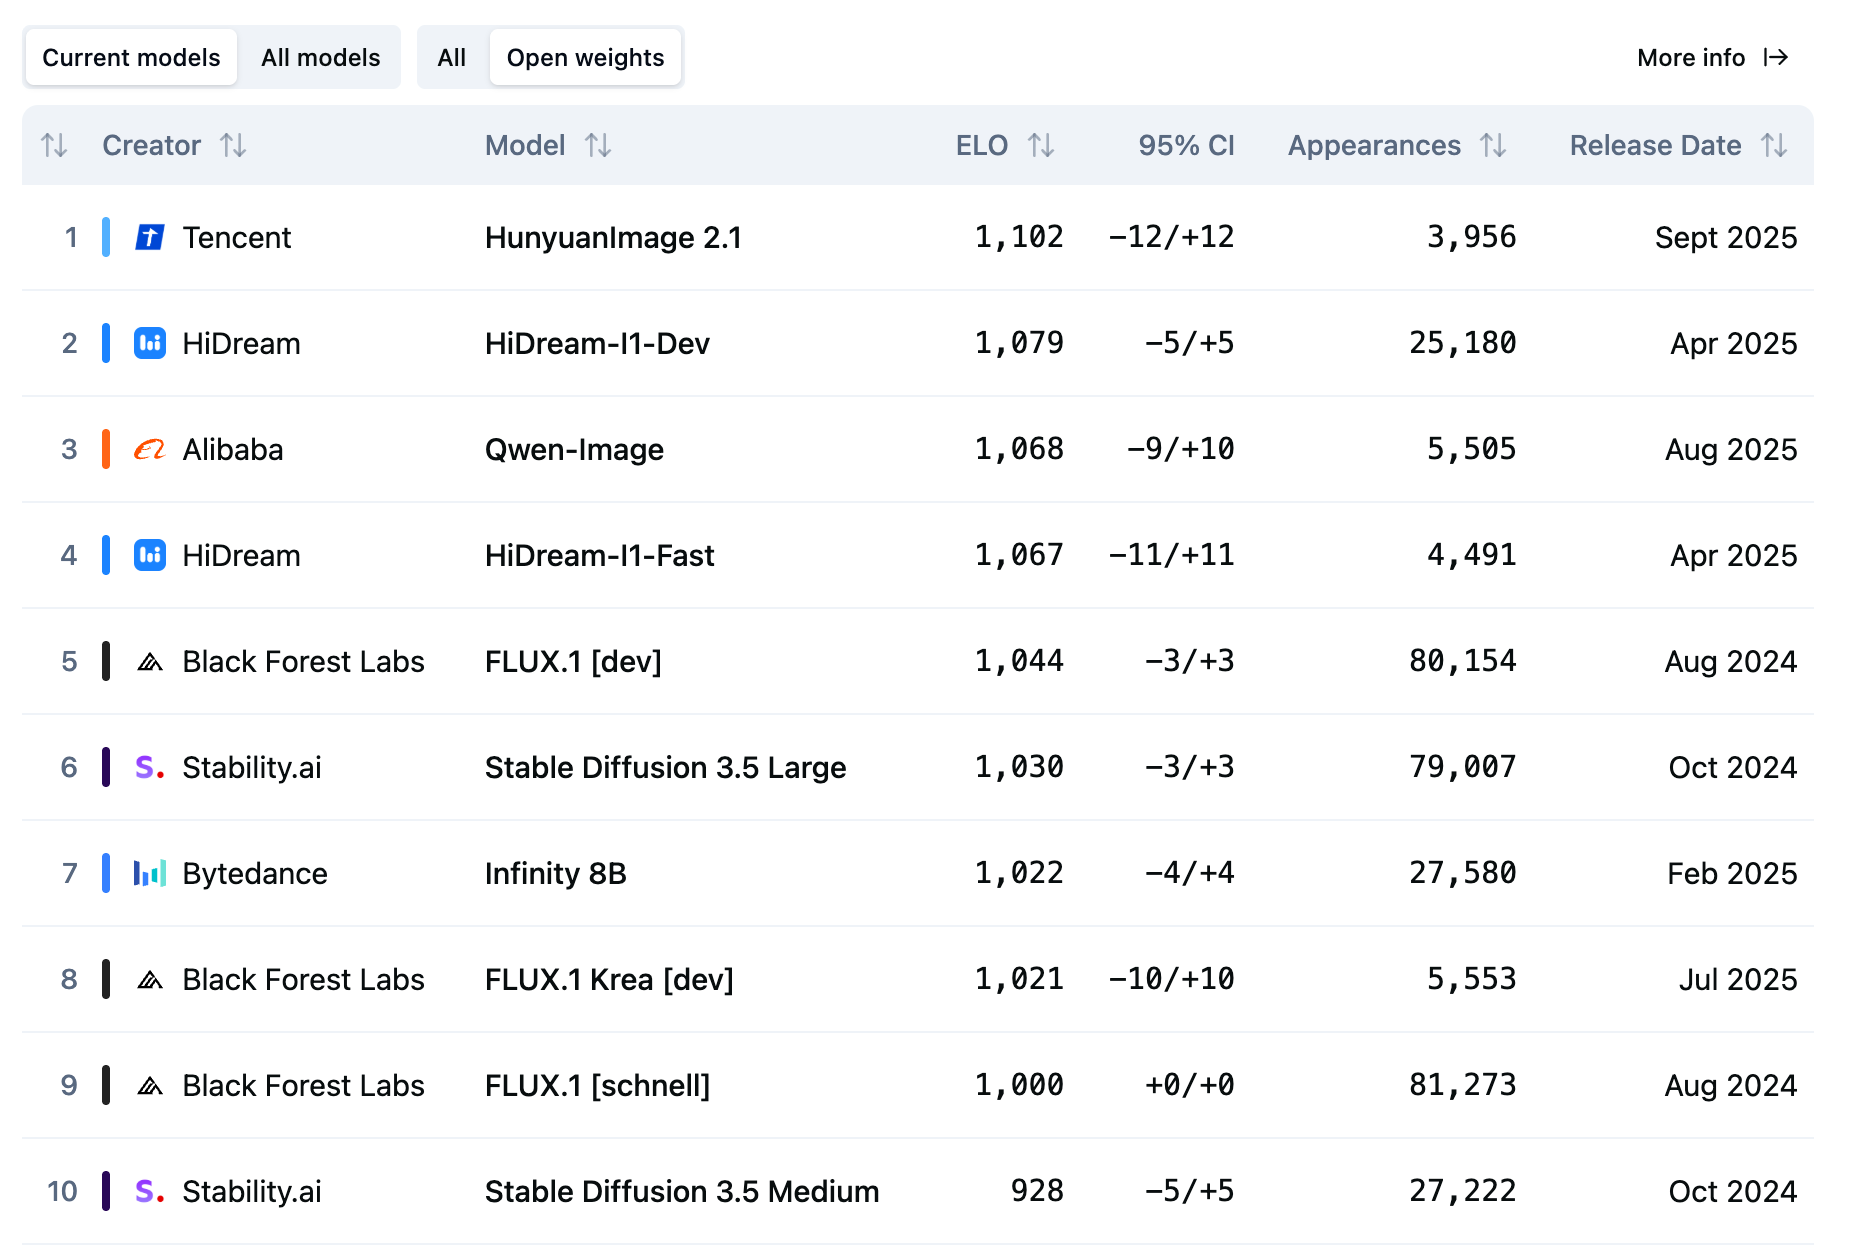 Current models All models All Open weights More info
Creator Model ELO 95% CI Appearances Release Date
1 Tencent HunyuanImage 2.1 1,102 −12/+12 3,956 Sept 2025
2 HiDream HiDream-I1-Dev 1,079 −5/+5 25,180 Apr 2025
3 Alibaba Qwen-Image 1,068 −9/+10 5,505 Aug 2025
4 HiDream HiDream-I1-Fast 1,067 −11/+11 4,491 Apr 2025
5 Black Forest Labs FLUX.1 [dev] 1,044 −3/+3 80,154 Aug 2024
6 S. Stability.ai Stable Diffusion 3.5 Large 1,030 −3/+3 79,007 Oct 2024
7 Bytedance Infinity 8B 1,022 −4/+4 27,580 Feb 2025
8 Black Forest Labs FLUX.1 Krea [dev] 1,021 −10/+10 5,553 Jul 2025
9 Black Forest Labs FLUX.1 [schnell] 1,000 +0/+0 81,273 Aug 2024
10 S. Stability.ai Stable Diffusion 3.5 Medium 928 −5/+5 27,222 Oct 2024